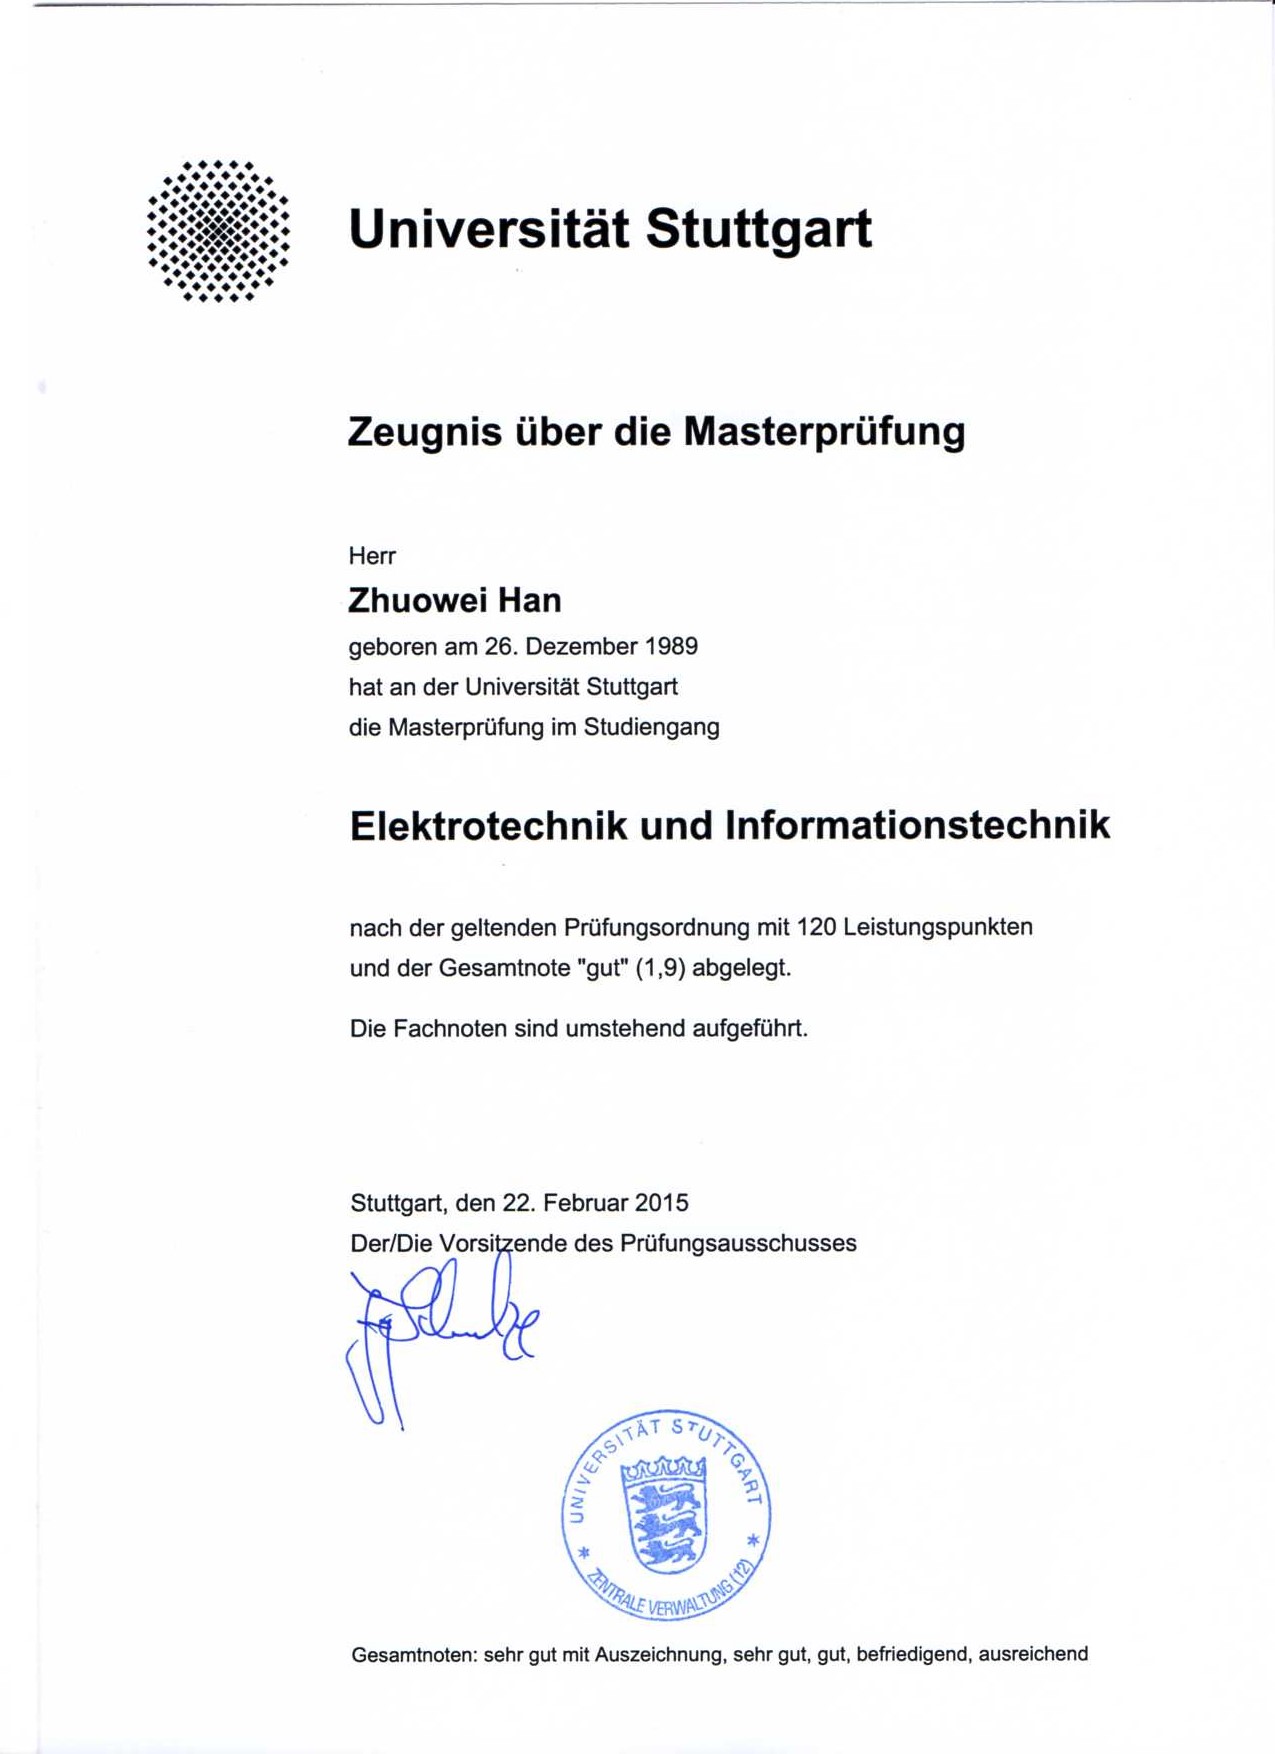 Universität Stuttgart
Zeugnis über die Masterprüfung
Herr
Zhuowei Han
geboren am 26. Dezember 1989
hat an der Universität Stuttgart
die Masterprüfung im Studiengang
Elektrotechnik und Informationstechnik
nach der geltenden Prüfungsordnung mit 120 Leistungspunkten
und der Gesamtnote "gut" (1,9) abgelegt.
Die Fachnoten sind umstehend aufgeführt.
Stuttgart, den 22. Februar 2015
Der/Die Vorsitzende des Prüfungsausschusses
UNIVERSITÄT STUTTGART
* ZENTRALE VERWALTUNG (12) *
Gesamtnoten: sehr gut mit Auszeichnung, sehr gut, gut, befriedigend, ausreichend